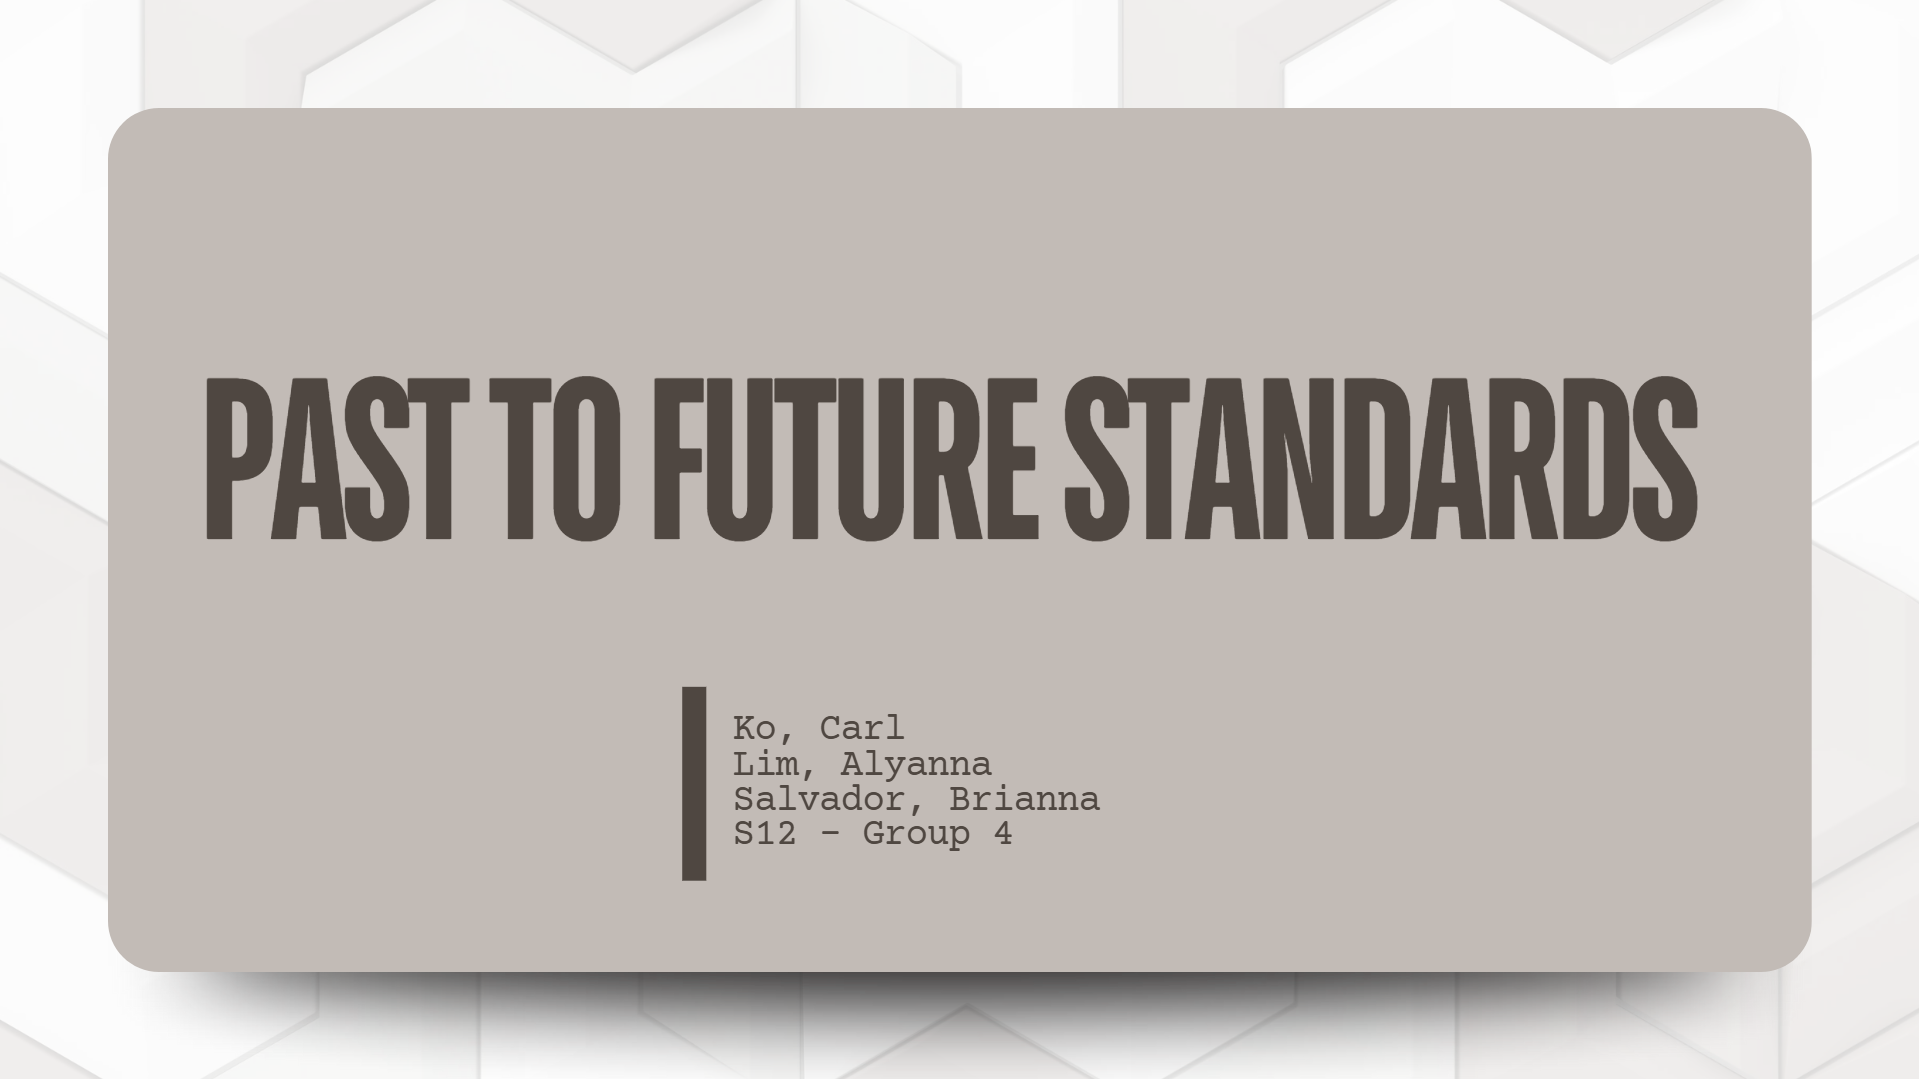 PAST TO FUTURE STANDARDS
Ko, Carl
Lim, Alyanna
Salvador, Brianna
S12 - Group 4